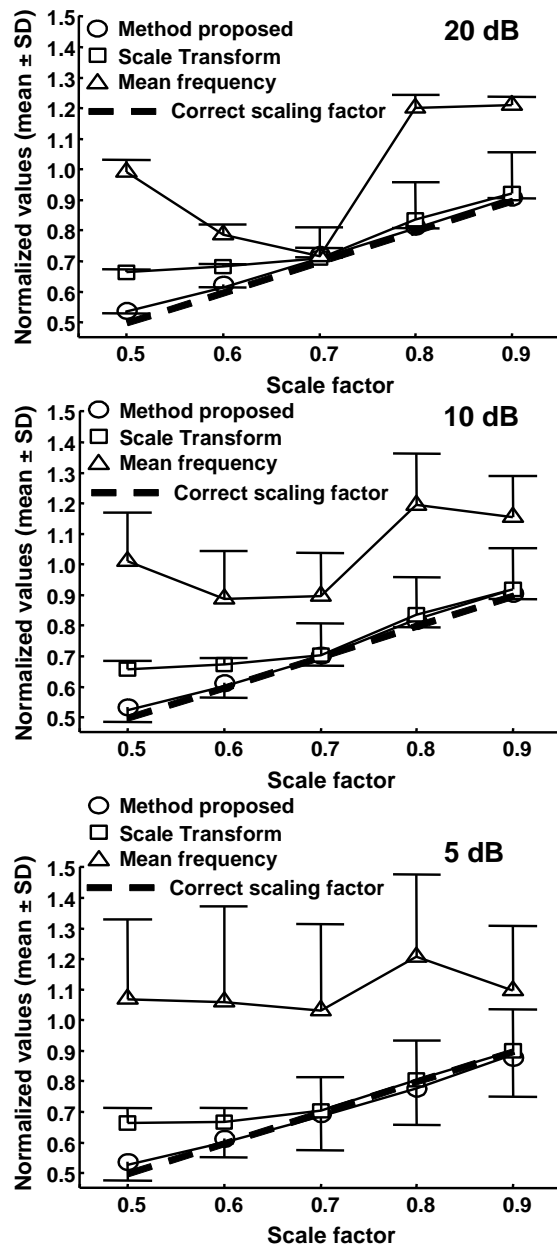 20 dB
Method proposed
Scale Transform
Mean frequency
Correct scaling factor
Normalized values (mean ± SD)
1.5
1.4
1.3
1.2
1.1
1.0
0.9
0.8
0.7
0.6
0.5
0.5 0.6 0.7 0.8 0.9
Scale factor
10 dB
Method proposed
Scale Transform
Mean frequency
Correct scaling factor
Normalized values (mean ± SD)
1.5
1.4
1.3
1.2
1.1
1.0
0.9
0.8
0.7
0.6
0.5
0.5 0.6 0.7 0.8 0.9
Scale factor
5 dB
Method proposed
Scale Transform
Mean frequency
Correct scaling factor
Normalized values (mean ± SD)
1.5
1.4
1.3
1.2
1.1
1.0
0.9
0.8
0.7
0.6
0.5
0.5 0.6 0.7 0.8 0.9
Scale factor